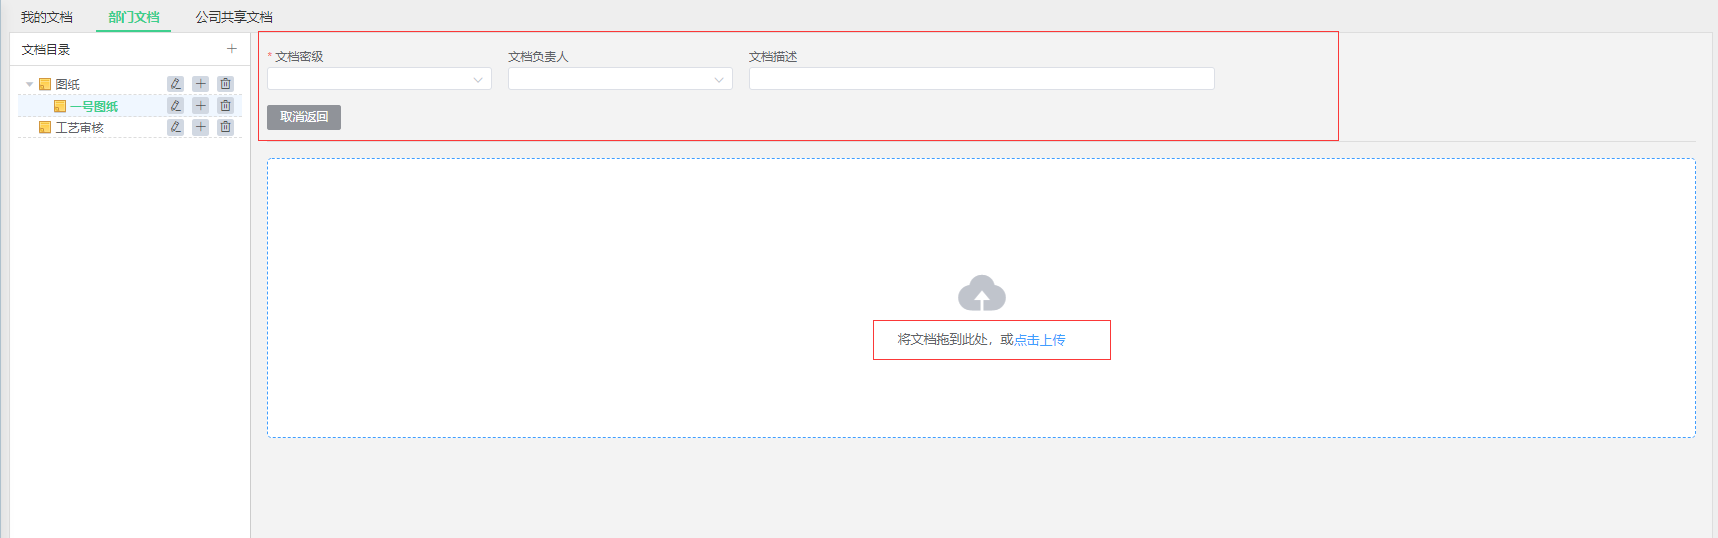 我的文档 部门文档 公司共享文档
文档目录
图纸
一号图纸
工艺审核
* 文档密级 文档负责人 文档描述
取消返回
将文档拖到此处，或点击上传